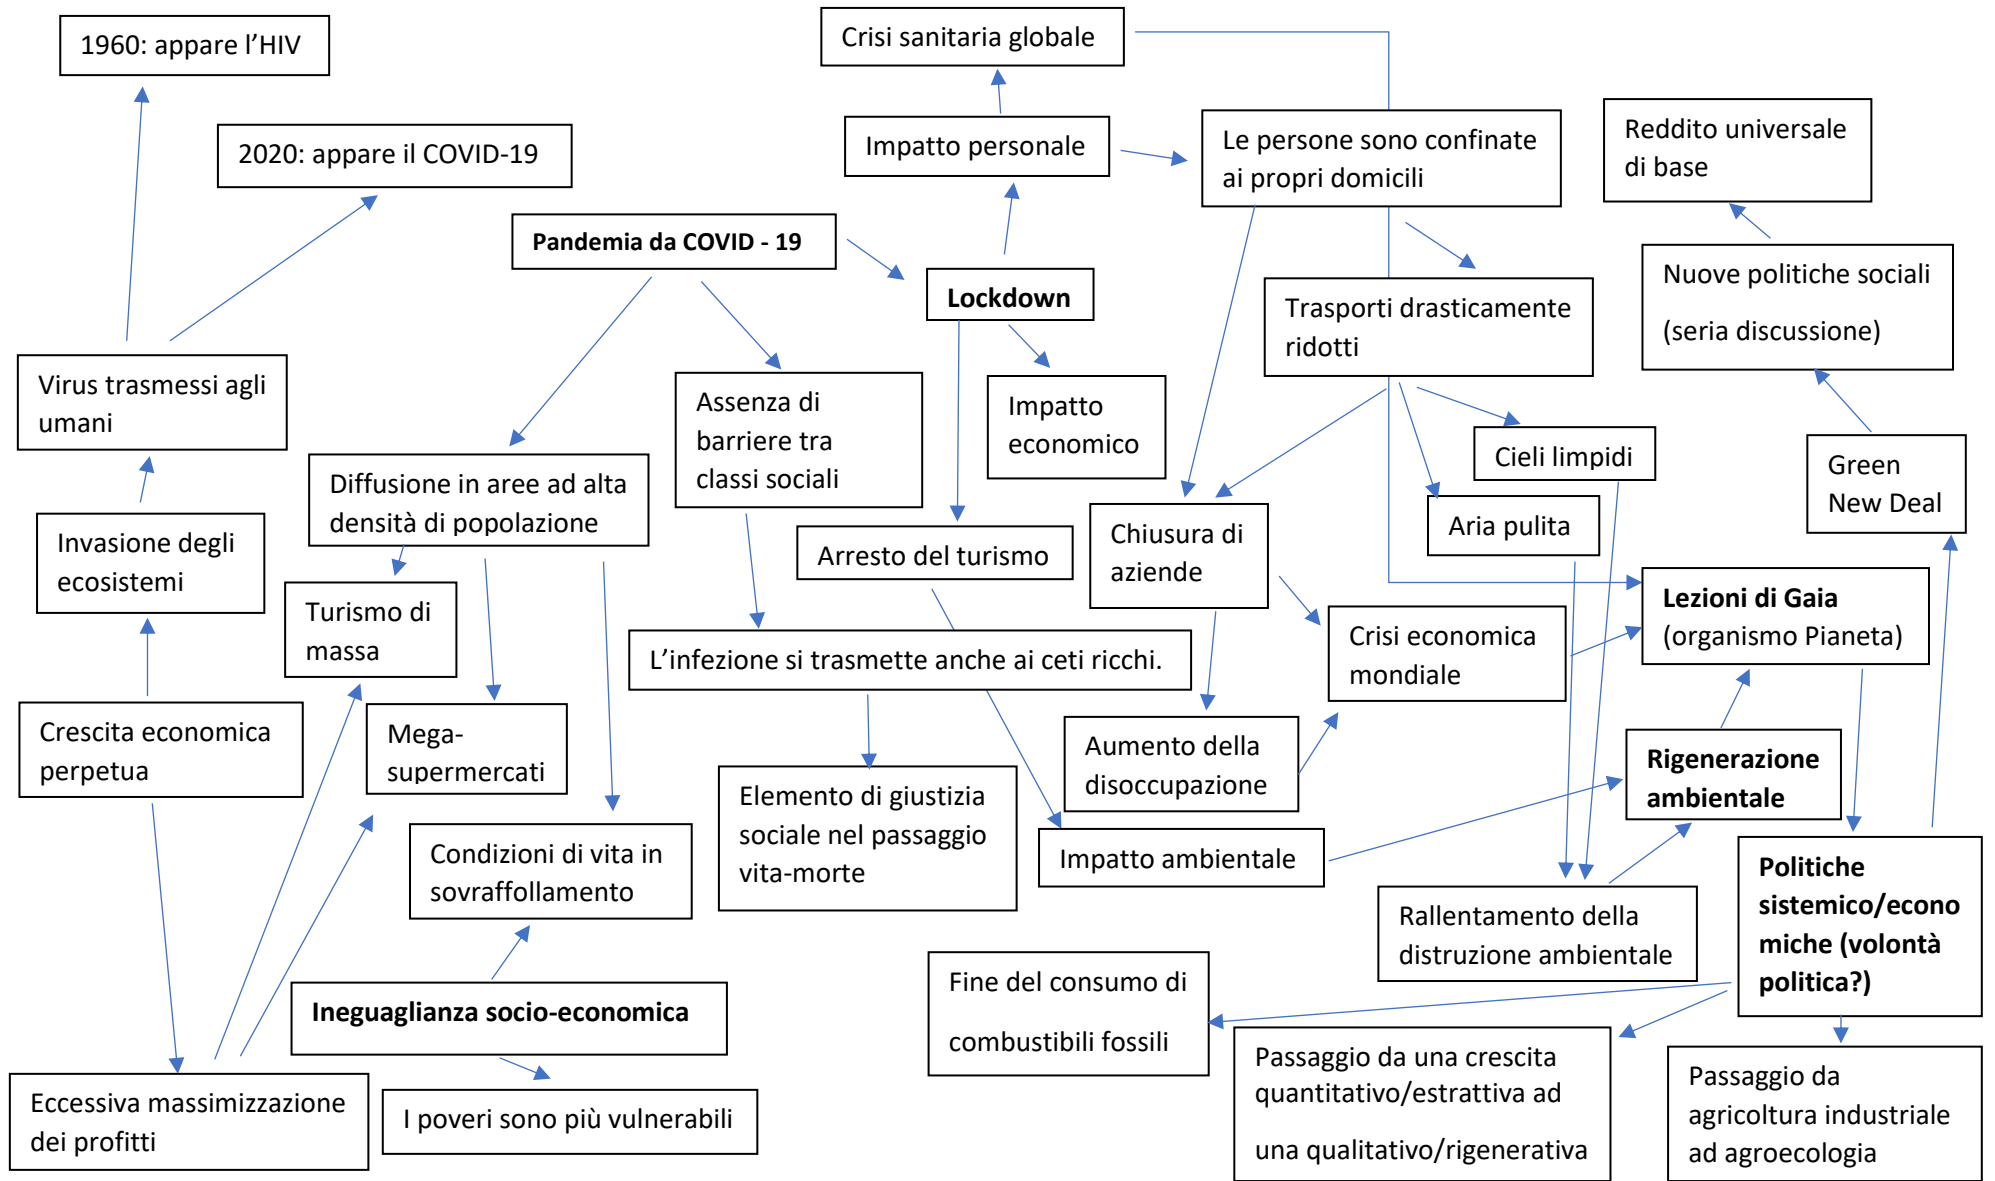 1960: appare l’HIV
Crisi sanitaria globale
2020: appare il COVID-19
Impatto personale
Le persone sono confinate
ai propri domicili
Reddito universale
di base
Pandemia da COVID - 19
Lockdown
Trasporti drasticamente
ridotti
Nuove politiche sociali
(seria discussione)
Virus trasmessi agli
umani
Assenza di
barriere tra
classi sociali
Impatto
economico
Cieli limpidi
Green
New Deal
Diffusione in aree ad alta
densità di popolazione
Invasione degli
ecosistemi
Arresto del turismo
Chiusura di
aziende
Aria pulita
Turismo di
massa
L’infezione si trasmette anche ai ceti ricchi.
Crisi economica
mondiale
Lezioni di Gaia
(organismo Pianeta)
Crescita economica
perpetua
Mega-
supermercati
Aumento della
disoccupazione
Rigenerazione
ambientale
Elemento di giustizia
sociale nel passaggio
vita-morte
Condizioni di vita in
sovraffollamento
Impatto ambientale
Politiche
sistemico/econo
miche (volontà
politica?)
Rallentamento della
distruzione ambientale
Ineguaglianza socio-economica
Fine del consumo di
combustibili fossili
Eccessiva massimizzazione
dei profitti
I poveri sono più vulnerabili
Passaggio da una crescita
quantitativo/estrattiva ad
una qualitativo/rigenerativa
Passaggio da
agricoltura industriale
ad agroecologia